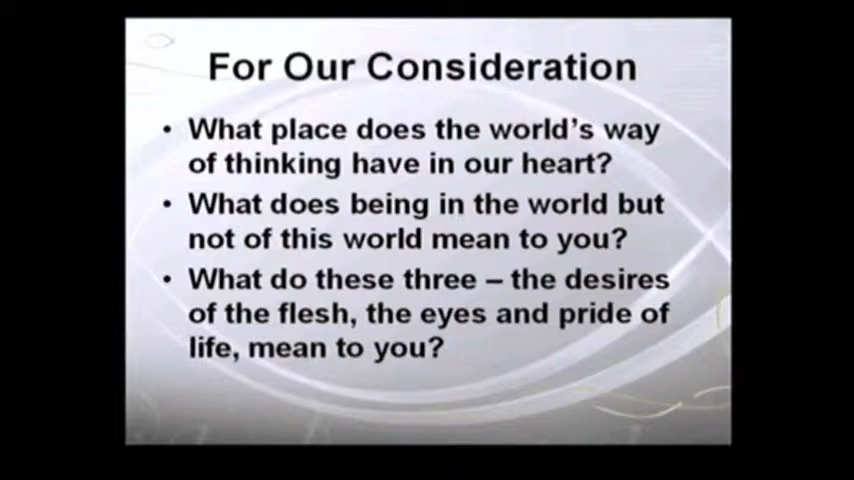 For Our Consideration
• What place does the world's way
of thinking have in our heart?
• What does being in the world but
not of this world mean to you?
• What do these three – the desires
of the flesh, the eyes and pride of
life, mean to you?